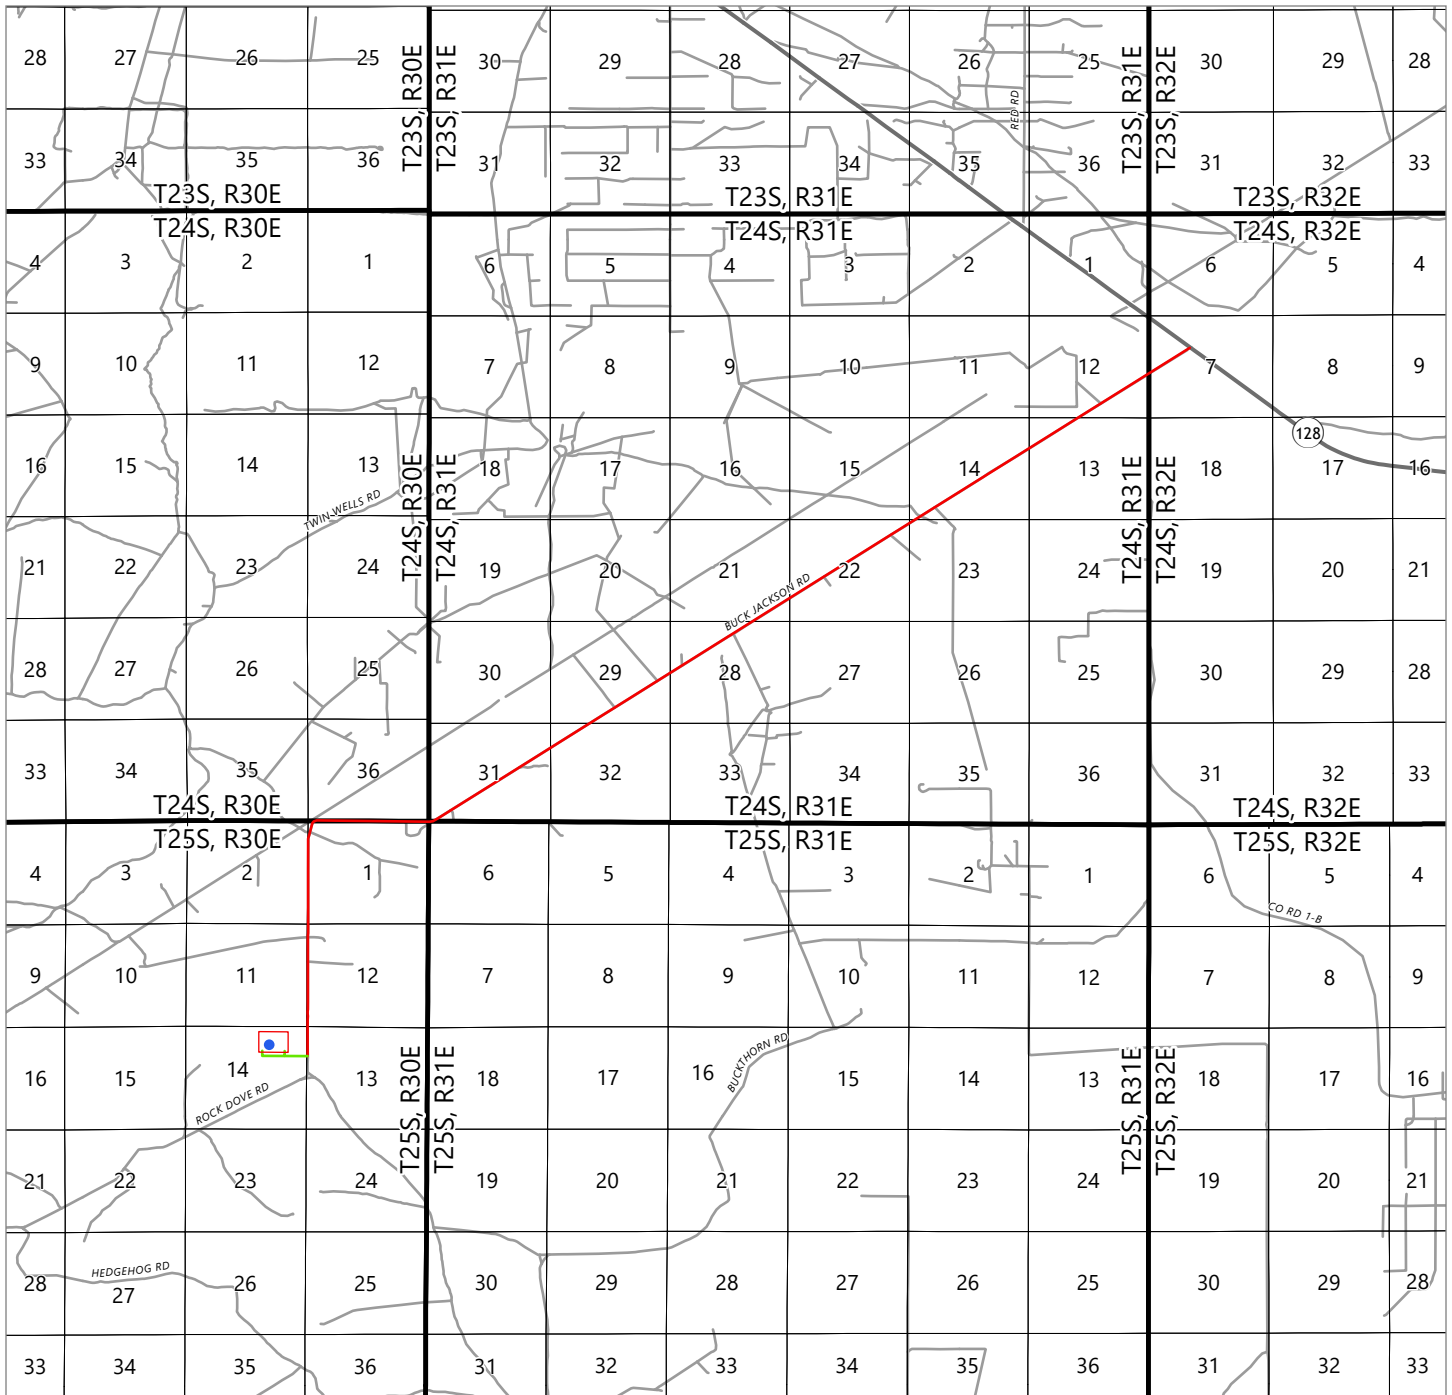 28 27 26 25 30 29 28 27 26 25 30 29 28
T23S, R30E
T23S, R31E
T23S, R31E
T23S, R32E
RED RD
33 34 35 36 31 32 33 34 35 36 31 32 33
T23S, R30E T23S, R31E T23S, R32E
T24S, R30E T24S, R31E T24S, R32E
4 3 2 1 6 5 4 3 2 1 6 5 4
9 10 11 12 7 8 9 10 11 12 7 8 9
128
16 15 14 13 18 17 16 15 14 13 18 17 16
TWIN WELLS RD
T24S, R30E
T24S, R31E
T24S, R31E
T24S, R32E
21 22 23 24 19 20 21 22 23 24 19 20 21
BUCK JACKSON RD
28 27 26 25 30 29 28 27 26 25 30 29 28
33 34 35 36 31 32 33 34 35 36 31 32 33
T24S, R30E T24S, R31E T24S, R32E
T25S, R30E T25S, R31E T25S, R32E
4 3 2 1 6 5 4 3 2 1 6 5 4
CO RD 1-B
9 10 11 12 7 8 9 10 11 12 7 8 9
16 15 14 13 18 17 16 15 14 13 18 17 16
BUCKTHORN RD
ROCK DOVE RD
T25S, R30E
T25S, R31E
T25S, R31E
T25S, R32E
21 22 23 24 19 20 21 22 23 24 19 20 21
HEDGEHOG RD
28 27 26 25 30 29 28 27 26 25 30 29 28
33 34 35 36 31 32 33 34 35 36 31 32 33